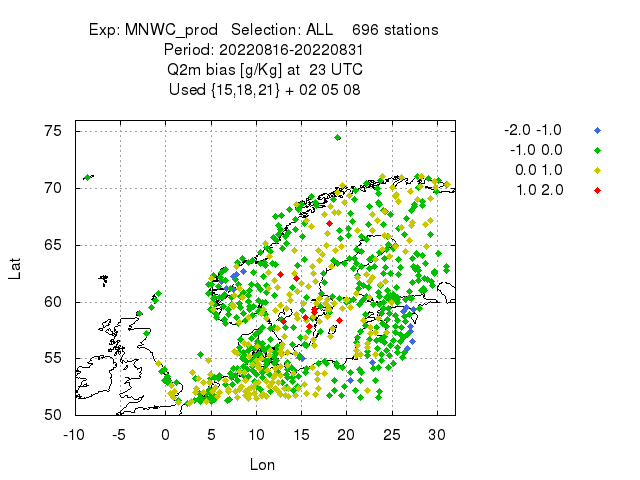 Exp: MNWC_prod Selection: ALL 696 stations
Period: 20220816-20220831
Q2m bias [g/Kg] at 23 UTC
Used {15,18,21} + 02 05 08
-2.0 -1.0
-1.0 0.0
0.0 1.0
1.0 2.0
75
70
65
60
55
50
Lat
-10 -5 0 5 10 15 20 25 30
Lon